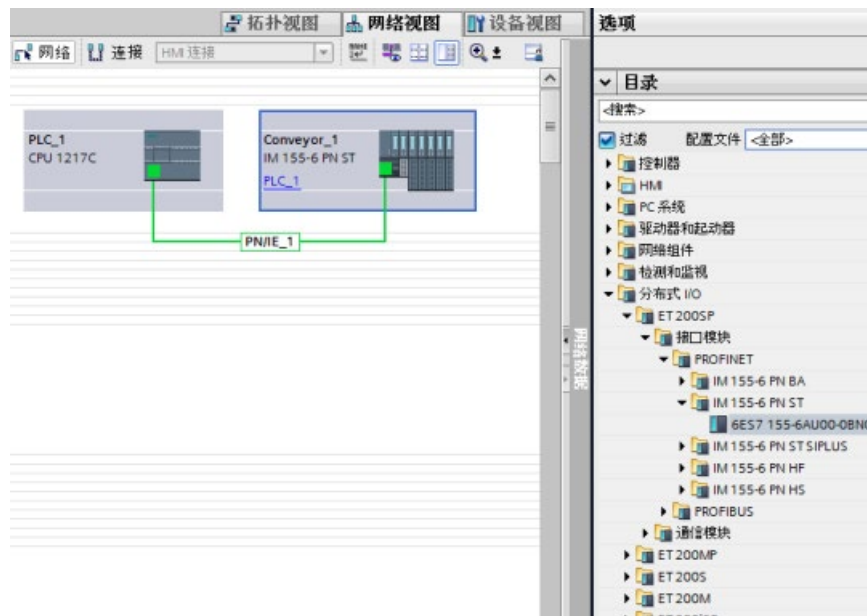 拓扑视图 网络视图 设备视图
网络 连接 HMI 连接
PLC_1
CPU 1217C
Conveyor_1
IM 155-6 PN ST
PLC_1
PN/IE_1
网络数据
选项
目录
<搜索>
过滤 配置文件 <全部>
控制器
HMI
PC 系统
驱动器和起动器
网络组件
检测和监视
分布式 I/O
ET 200SP
接口模块
PROFINET
IM 155-6 PN BA
IM 155-6 PN ST
6ES7 155-6AU00-0BN0
IM 155-6 PN ST SIPLUS
IM 155-6 PN HF
IM 155-6 PN HS
PROFIBUS
通信模块
ET 200MP
ET 200S
ET 200M